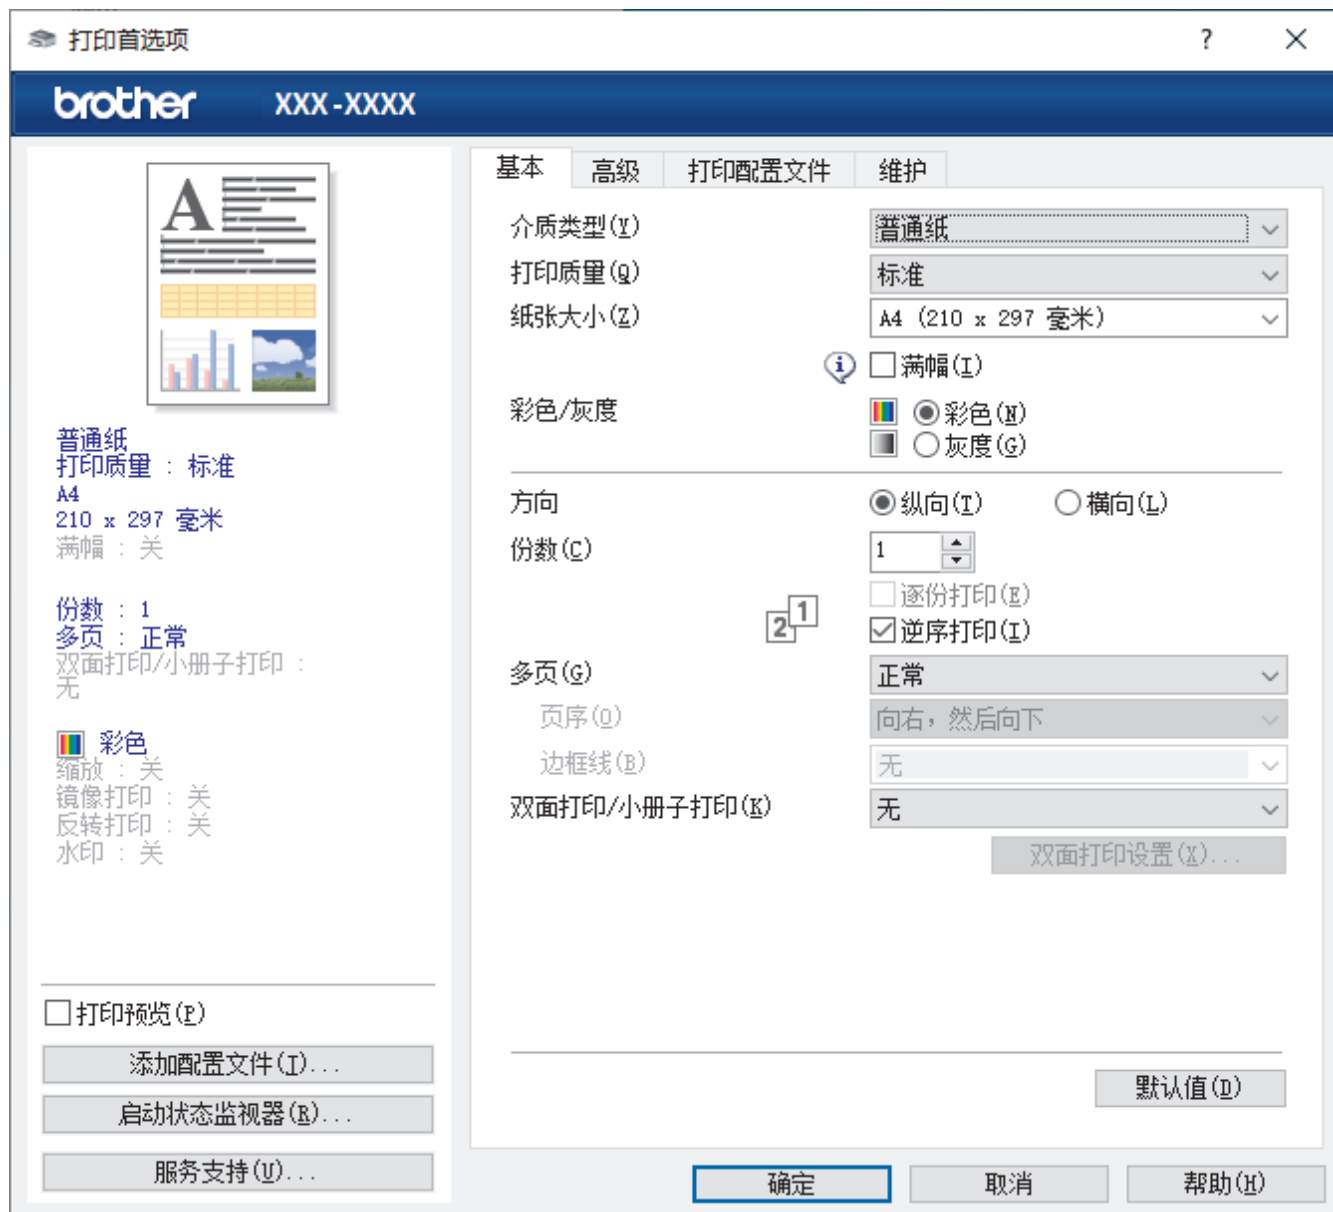 打印首选项
?
brother XXX-XXXX
A
普通纸
打印质量 : 标准
A4
210 x 297 毫米
满幅 : 关
份数 : 1
多页 : 正常
双面打印/小册子打印 :
无
彩色
缩放 : 关
镜像打印 : 关
反转打印 : 关
水印 : 关
打印预览(P)
添加配置文件(I)...
启动状态监视器(R)...
服务支持(U)...
基本 高级 打印配置文件 维护
介质类型(Y) 普通纸
打印质量(Q) 标准
纸张大小(Z) A4 (210 x 297 毫米)
满幅(I)
彩色/灰度 彩色(N)
灰度(G)
方向 纵向(T) 横向(L)
份数(C) 1
逐份打印(E)
2 1 逆序打印(I)
多页(G) 正常
页序(O) 向右，然后向下
边框线(B) 无
双面打印/小册子打印(K) 无
双面打印设置(X)...
默认值(D)
确定 取消 帮助(H)